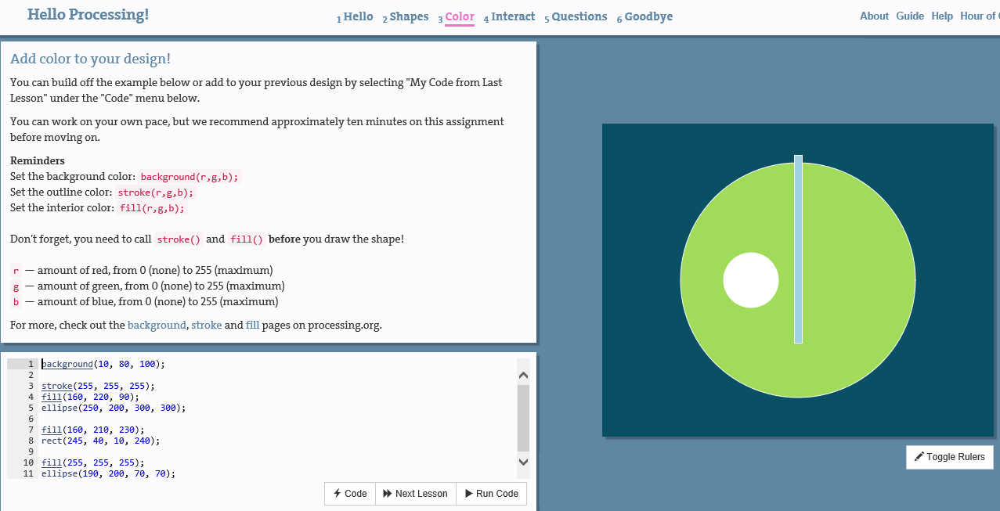 Hello Processing!
1 Hello 2 Shapes 3 Color 4 Interact 5 Questions 6 Goodbye
About Guide Help Hour of
Add color to your design!
You can build off the example below or add to your previous design by selecting "My Code from Last
Lesson" under the "Code" menu below.
You can work on your own pace, but we recommend approximately ten minutes on this assignment
before moving on.
Reminders
Set the background color: background(r,g,b);
Set the outline color: stroke(r,g,b);
Set the interior color: fill(r,g,b);
Don't forget, you need to call stroke() and fill() before you draw the shape!
r — amount of red, from 0 (none) to 255 (maximum)
g — amount of green, from 0 (none) to 255 (maximum)
b — amount of blue, from 0 (none) to 255 (maximum)
For more, check out the background, stroke and fill pages on processing.org.
1 background(10, 80, 100);
2
3 stroke(255, 255, 255);
4 fill(160, 220, 90);
5 ellipse(250, 200, 300, 300);
6
7 fill(160, 210, 230);
8 rect(245, 40, 10, 240);
9
10 fill(255, 255, 255);
11 ellipse(190, 200, 70, 70);
Code Next Lesson Run Code
Toggle Rulers